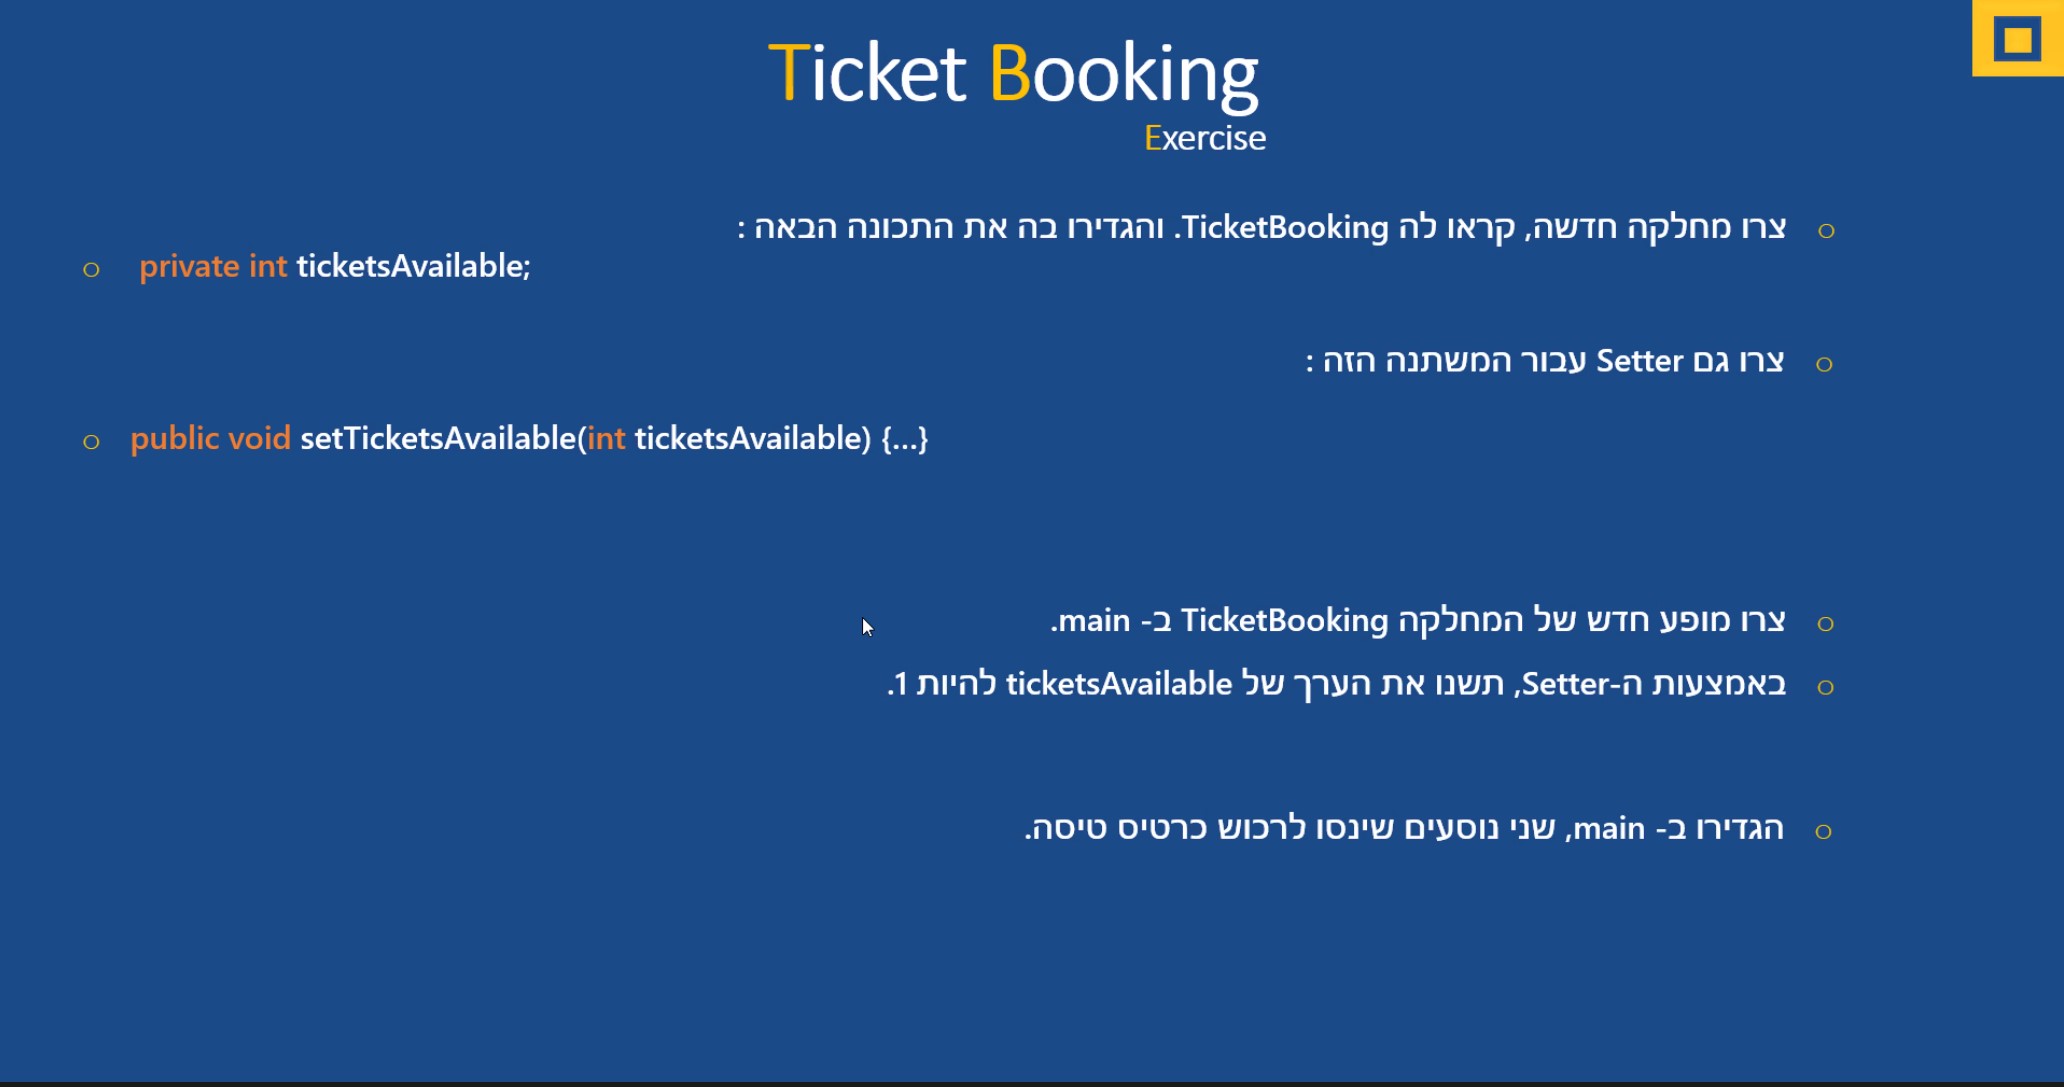 Ticket Booking
Exercise
צרו מחלקה חדשה, קראו לה TicketBooking. והגדירו בה את התכונה הבאה :
private int ticketsAvailable;
צרו גם Setter עבור המשתנה הזה :
public void setTicketsAvailable(int ticketsAvailable) {...}
צרו מופע חדש של המחלקה TicketBooking ב- main.
באמצעות ה-Setter, תשנו את הערך של ticketsAvailable להיות 1.
הגדירו ב- main, שני נוסעים שינסו לרכוש כרטיס טיסה.